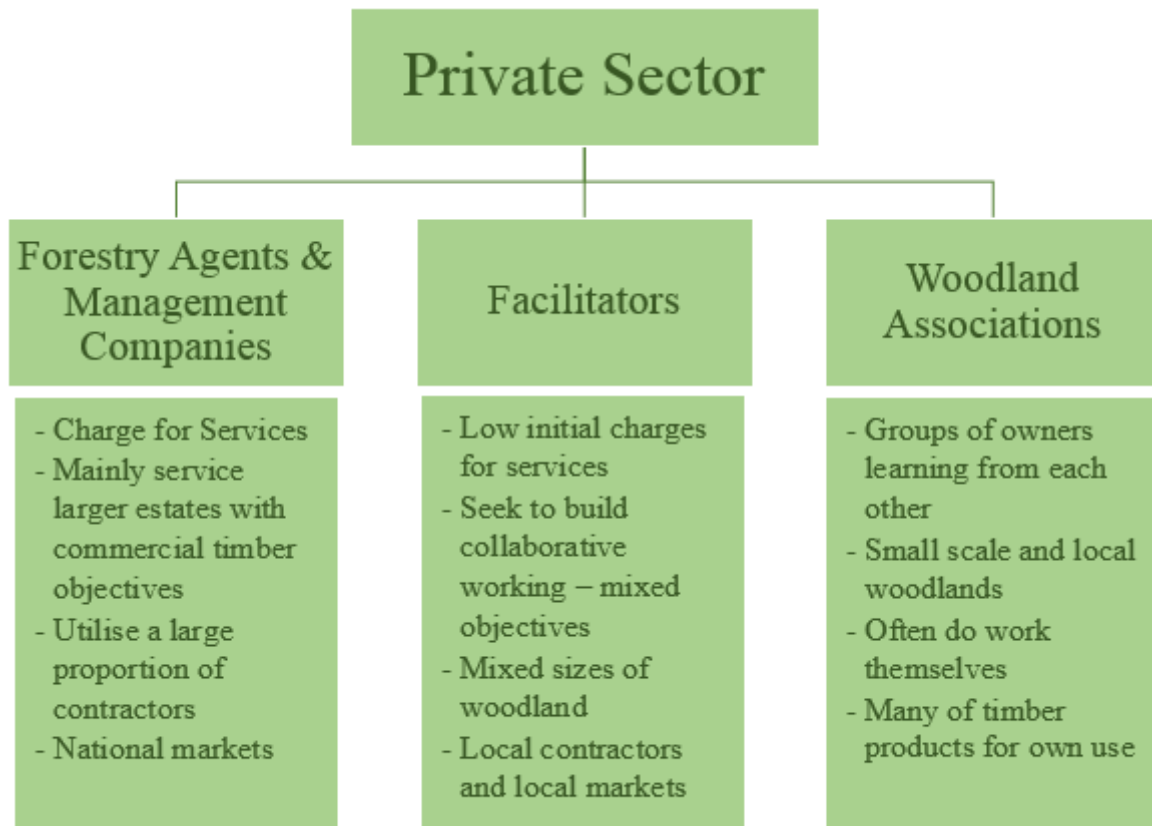 Private Sector
Forestry Agents &
Management
Companies
- Charge for Services
- Mainly service
larger estates with
commercial timber
objectives
- Utilise a large
proportion of
contractors
- National markets
Facilitators
- Low initial charges
for services
- Seek to build
collaborative
working – mixed
objectives
- Mixed sizes of
woodland
- Local contractors
and local markets
Woodland
Associations
- Groups of owners
learning from each
other
- Small scale and local
woodlands
- Often do work
themselves
- Many of timber
products for own use